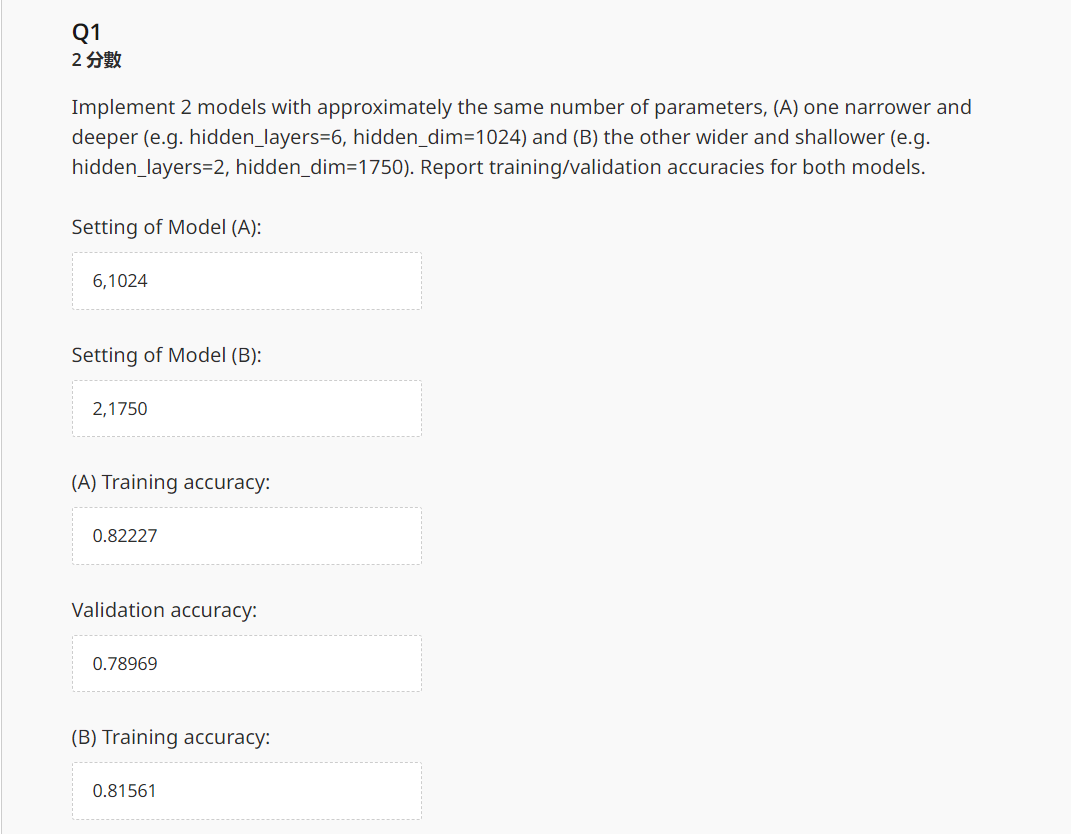 Q1
2 分數
Implement 2 models with approximately the same number of parameters, (A) one narrower and
deeper (e.g. hidden_layers=6, hidden_dim=1024) and (B) the other wider and shallower (e.g.
hidden_layers=2, hidden_dim=1750). Report training/validation accuracies for both models.
Setting of Model (A):
6,1024
Setting of Model (B):
2,1750
(A) Training accuracy:
0.82227
Validation accuracy:
0.78969
(B) Training accuracy:
0.81561